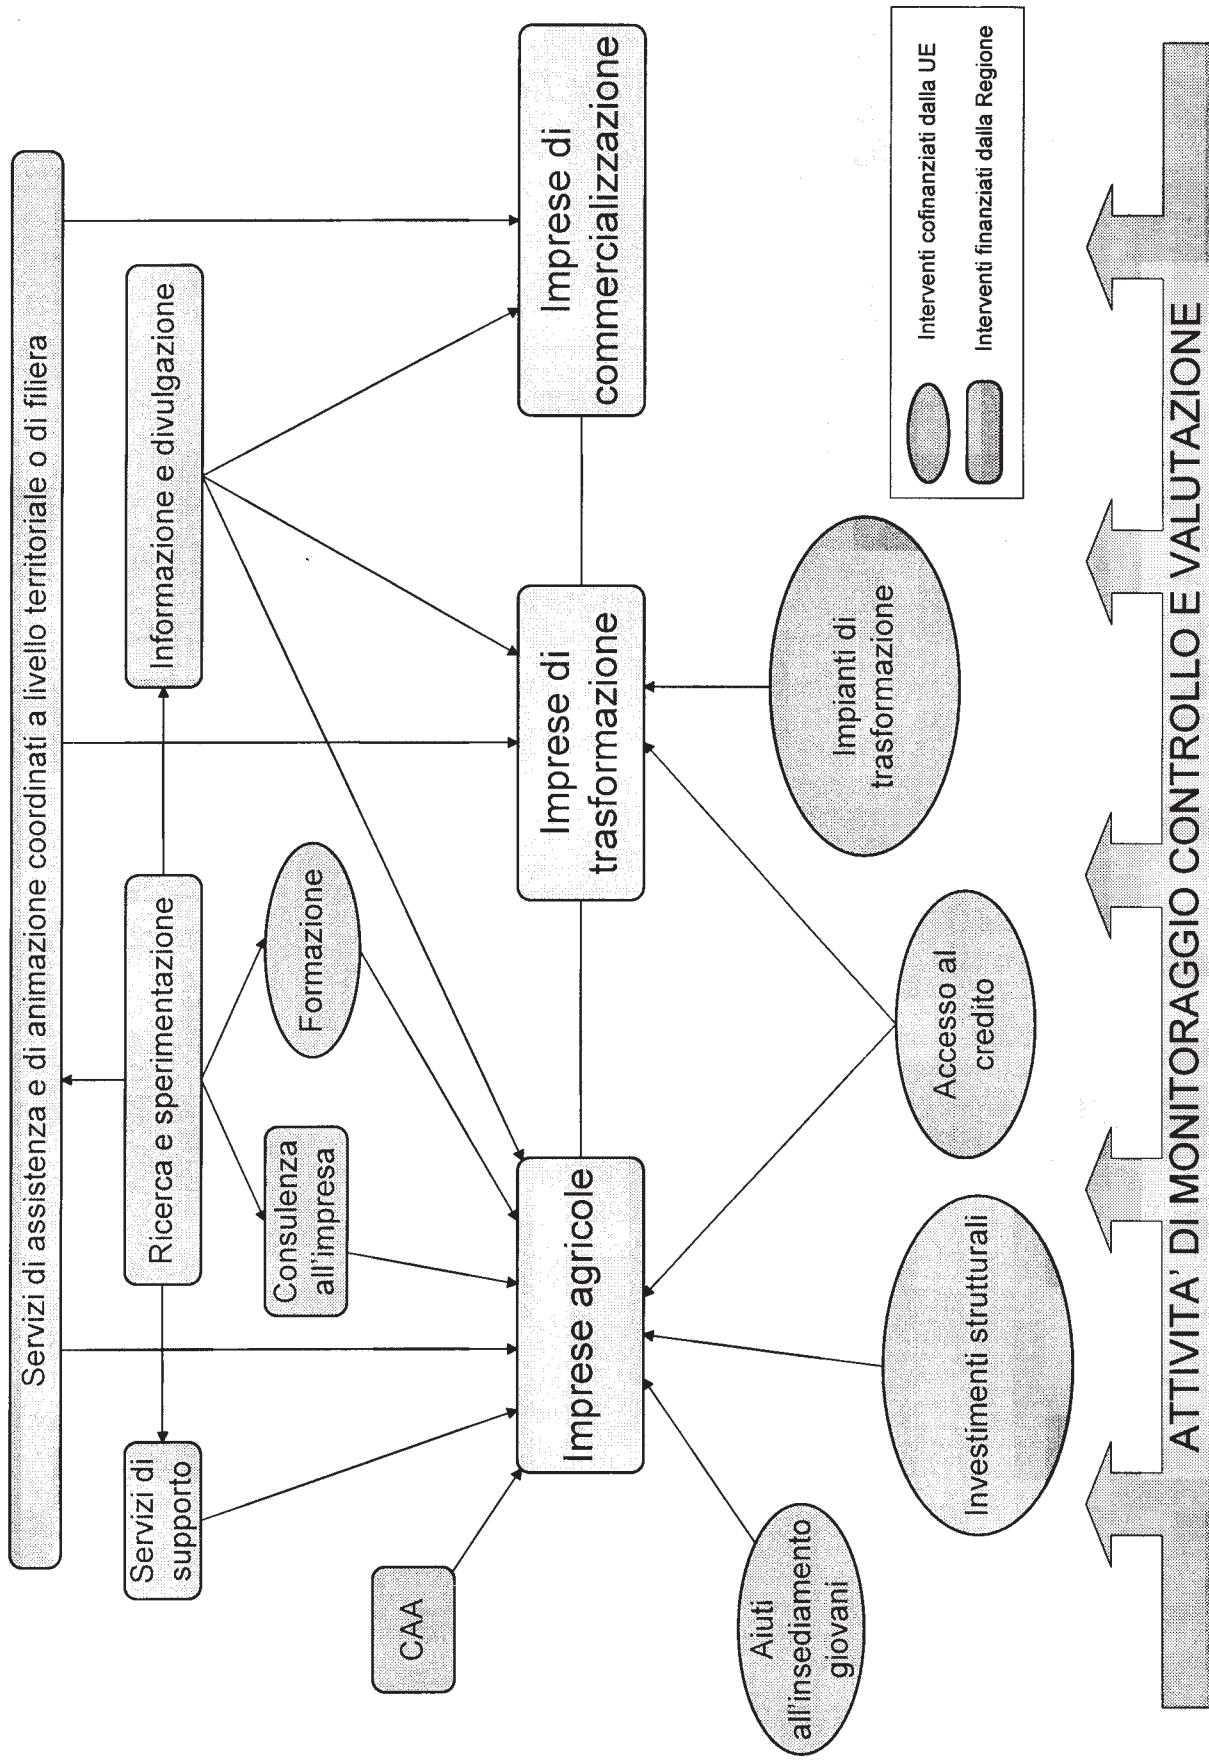 Servizi di assistenza e di animazione coordinati a livello territoriale o di filiera
Servizi di
supporto
Ricerca e sperimentazione
Informazione e divulgazione
Consulenza
all'impresa
Formazione
CAA
Imprese agricole
Imprese di
trasformazione
Imprese di
commercializzazione
Aiuti
all'insediamento
giovani
Investimenti strutturali
Accesso al
credito
Impianti di
trasformazione
Interventi cofinanziati dalla UE
Interventi finanziati dalla Regione
ATTIVITA' DI MONITORAGGIO CONTROLLO E VALUTAZIONE